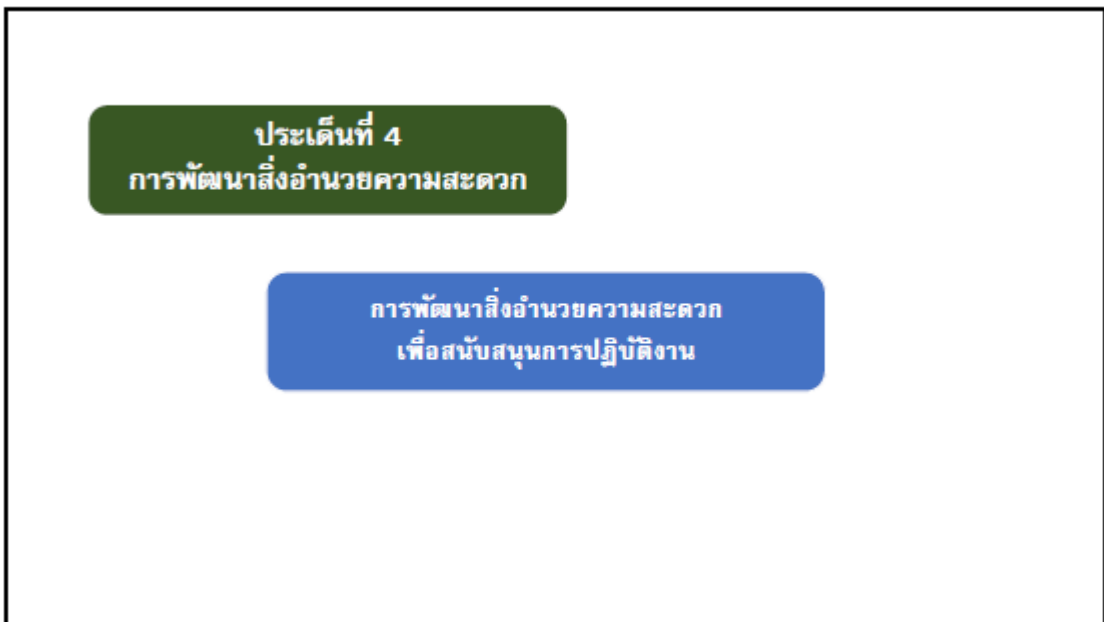 ประเด็นที่ 4
การพัฒนาสิ่งอำนวยความสะดวก
การพัฒนาสิ่งอำนวยความสะดวก
เพื่อสนับสนุนการปฏิบัติงาน